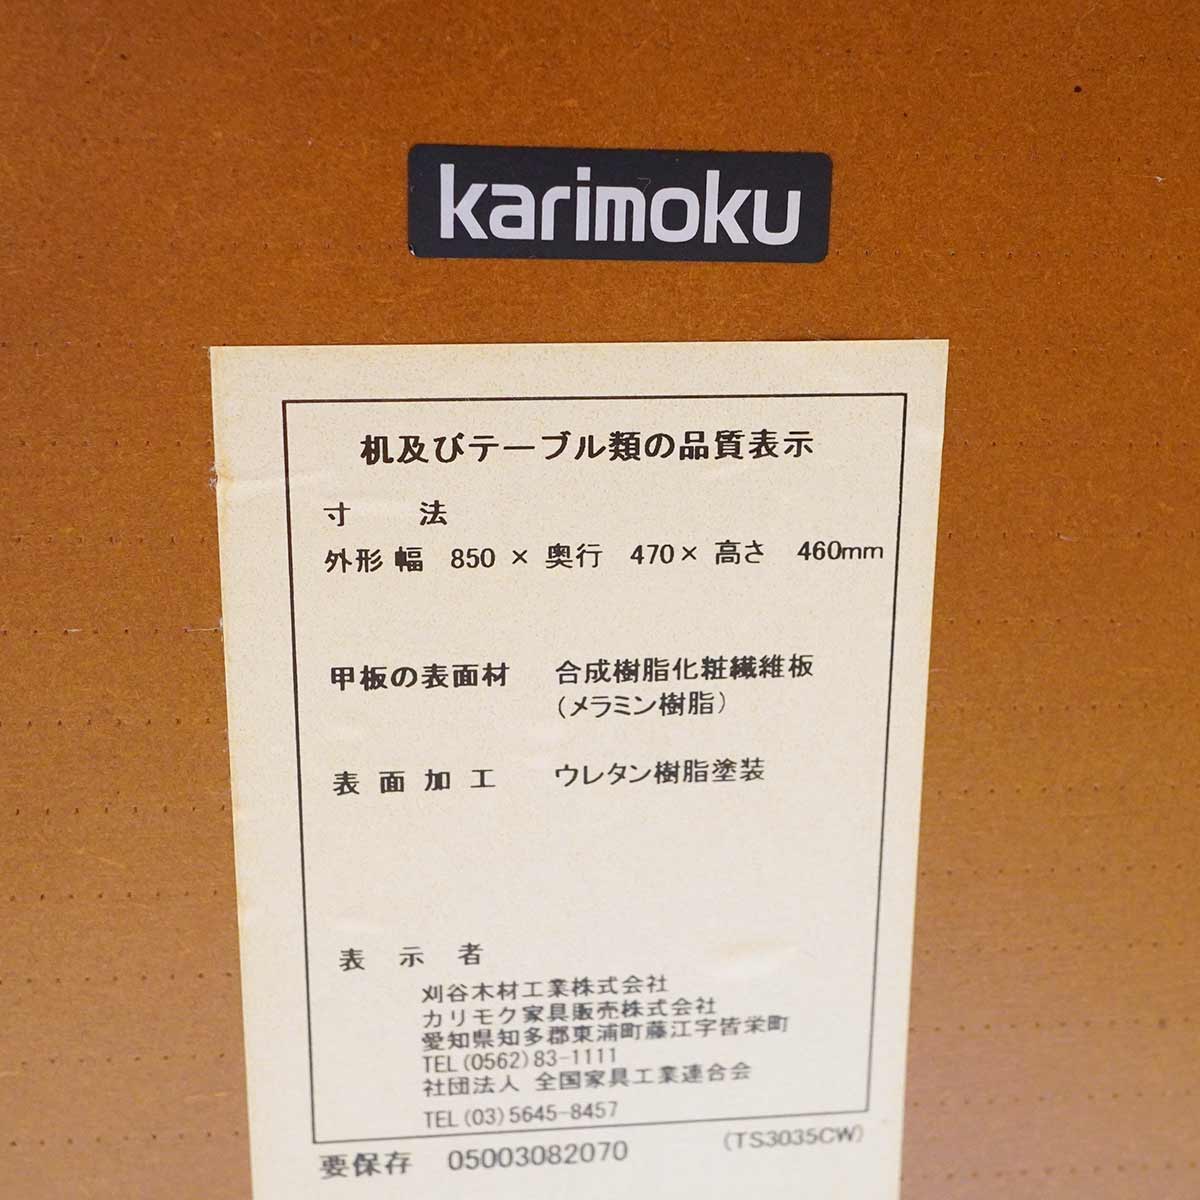 karimoku
机及びテーブル類の品質表示
寸 法
外形 幅 850 × 奥行 470 × 高さ 460mm
甲板の表面材 合成樹脂化粧繊維板
(メラミン樹脂)
表面加工 ウレタン樹脂塗装
表示者
刈谷木材工業株式会社
カリモク家具販売株式会社
愛知県知多郡東浦町藤江字皆栄町
TEL(0562)83-1111
社団法人 全国家具工業連合会
TEL(03)5645-8457
要保存 05003082070 (TS3035CW)